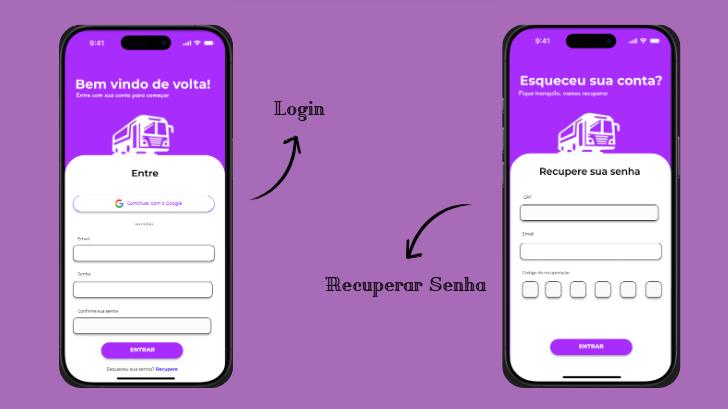 9:41
Bem vindo de volta!
Entre com sua conta para começar
Entre
Continuar com o Google
Email
Senha
Confirme sua senha
ENTRAR
Esqueceu sua senha? Recupere
Login
Recuperar Senha
9:41
Esqueceu sua conta?
Fique tranquilo, vamos recuperar
Recupere sua senha
CPF
Email
Código de recuperação
ENTRAR